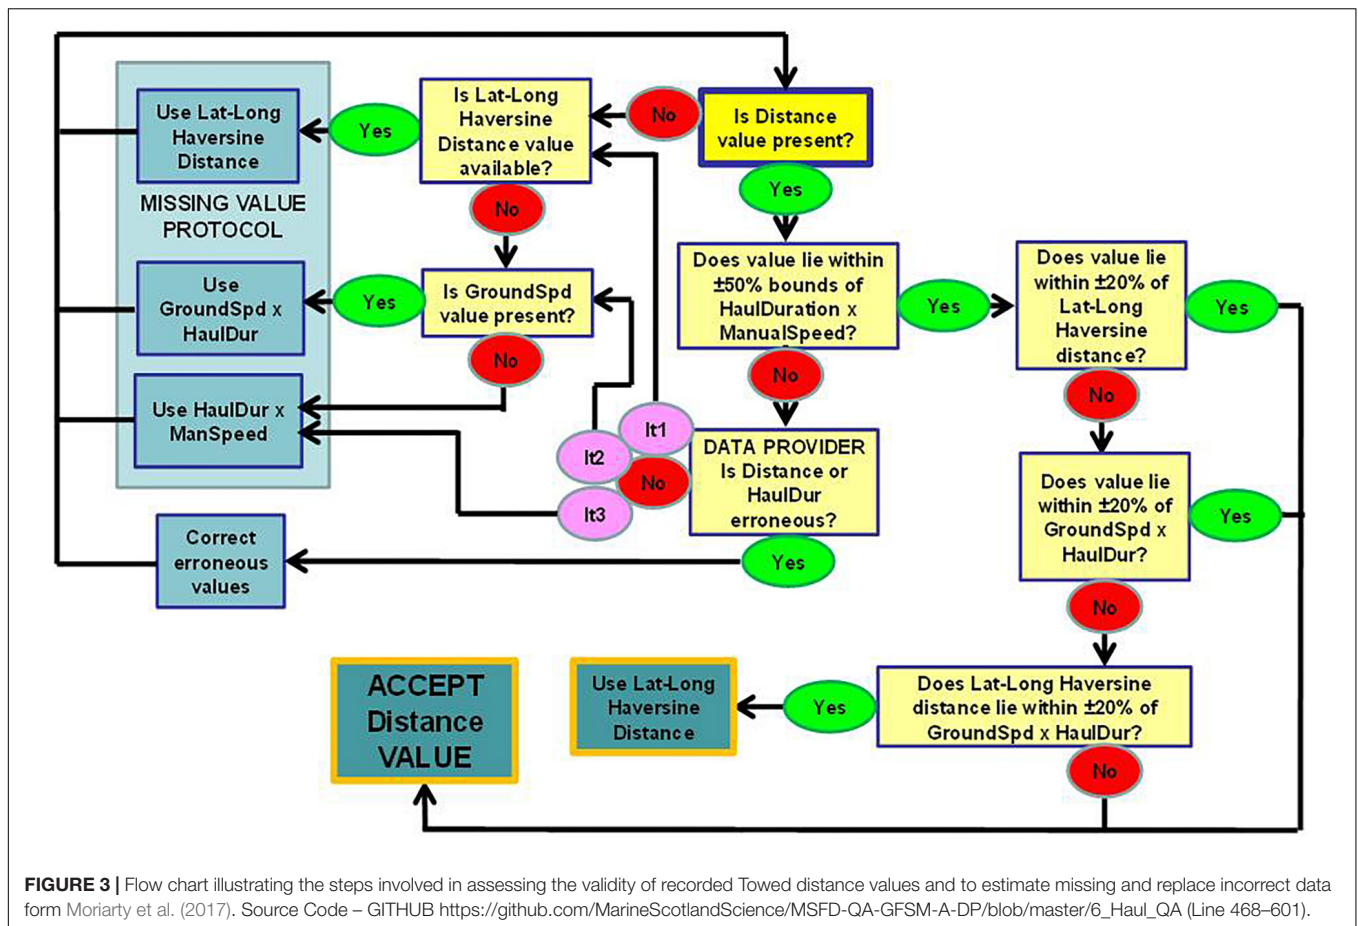 Is Distance
value present?
No
Yes
Is Lat-Long
Haversine
Distance value
available?
Yes
No
Use Lat-Long
Haversine
Distance
MISSING VALUE
PROTOCOL
Is GroundSpd
value present?
Yes
No
Use
GroundSpd x
HaulDur
Use HaulDur x
ManSpeed
Does value lie within
±50% bounds of
HaulDuration x
ManualSpeed?
Yes
No
Does value lie
within ±20% of
Lat-Long
Haversine
distance?
Yes
No
DATA PROVIDER
Is Distance or
HaulDur
erroneous?
It1
It2
No
It3
Yes
Correct
erroneous
values
Does value lie
within ±20% of
GroundSpd x
HaulDur?
Yes
No
Does Lat-Long Haversine
distance lie within ±20% of
GroundSpd x HaulDur?
Yes
No
Use Lat-Long
Haversine
Distance
ACCEPT
Distance
VALUE
FIGURE 3 | Flow chart illustrating the steps involved in assessing the validity of recorded Towed distance values and to estimate missing and replace incorrect data
form Moriarty et al. (2017). Source Code – GITHUB https://github.com/MarineScotlandScience/MSFD-QA-GFSM-A-DP/blob/master/6_Haul_QA (Line 468–601).